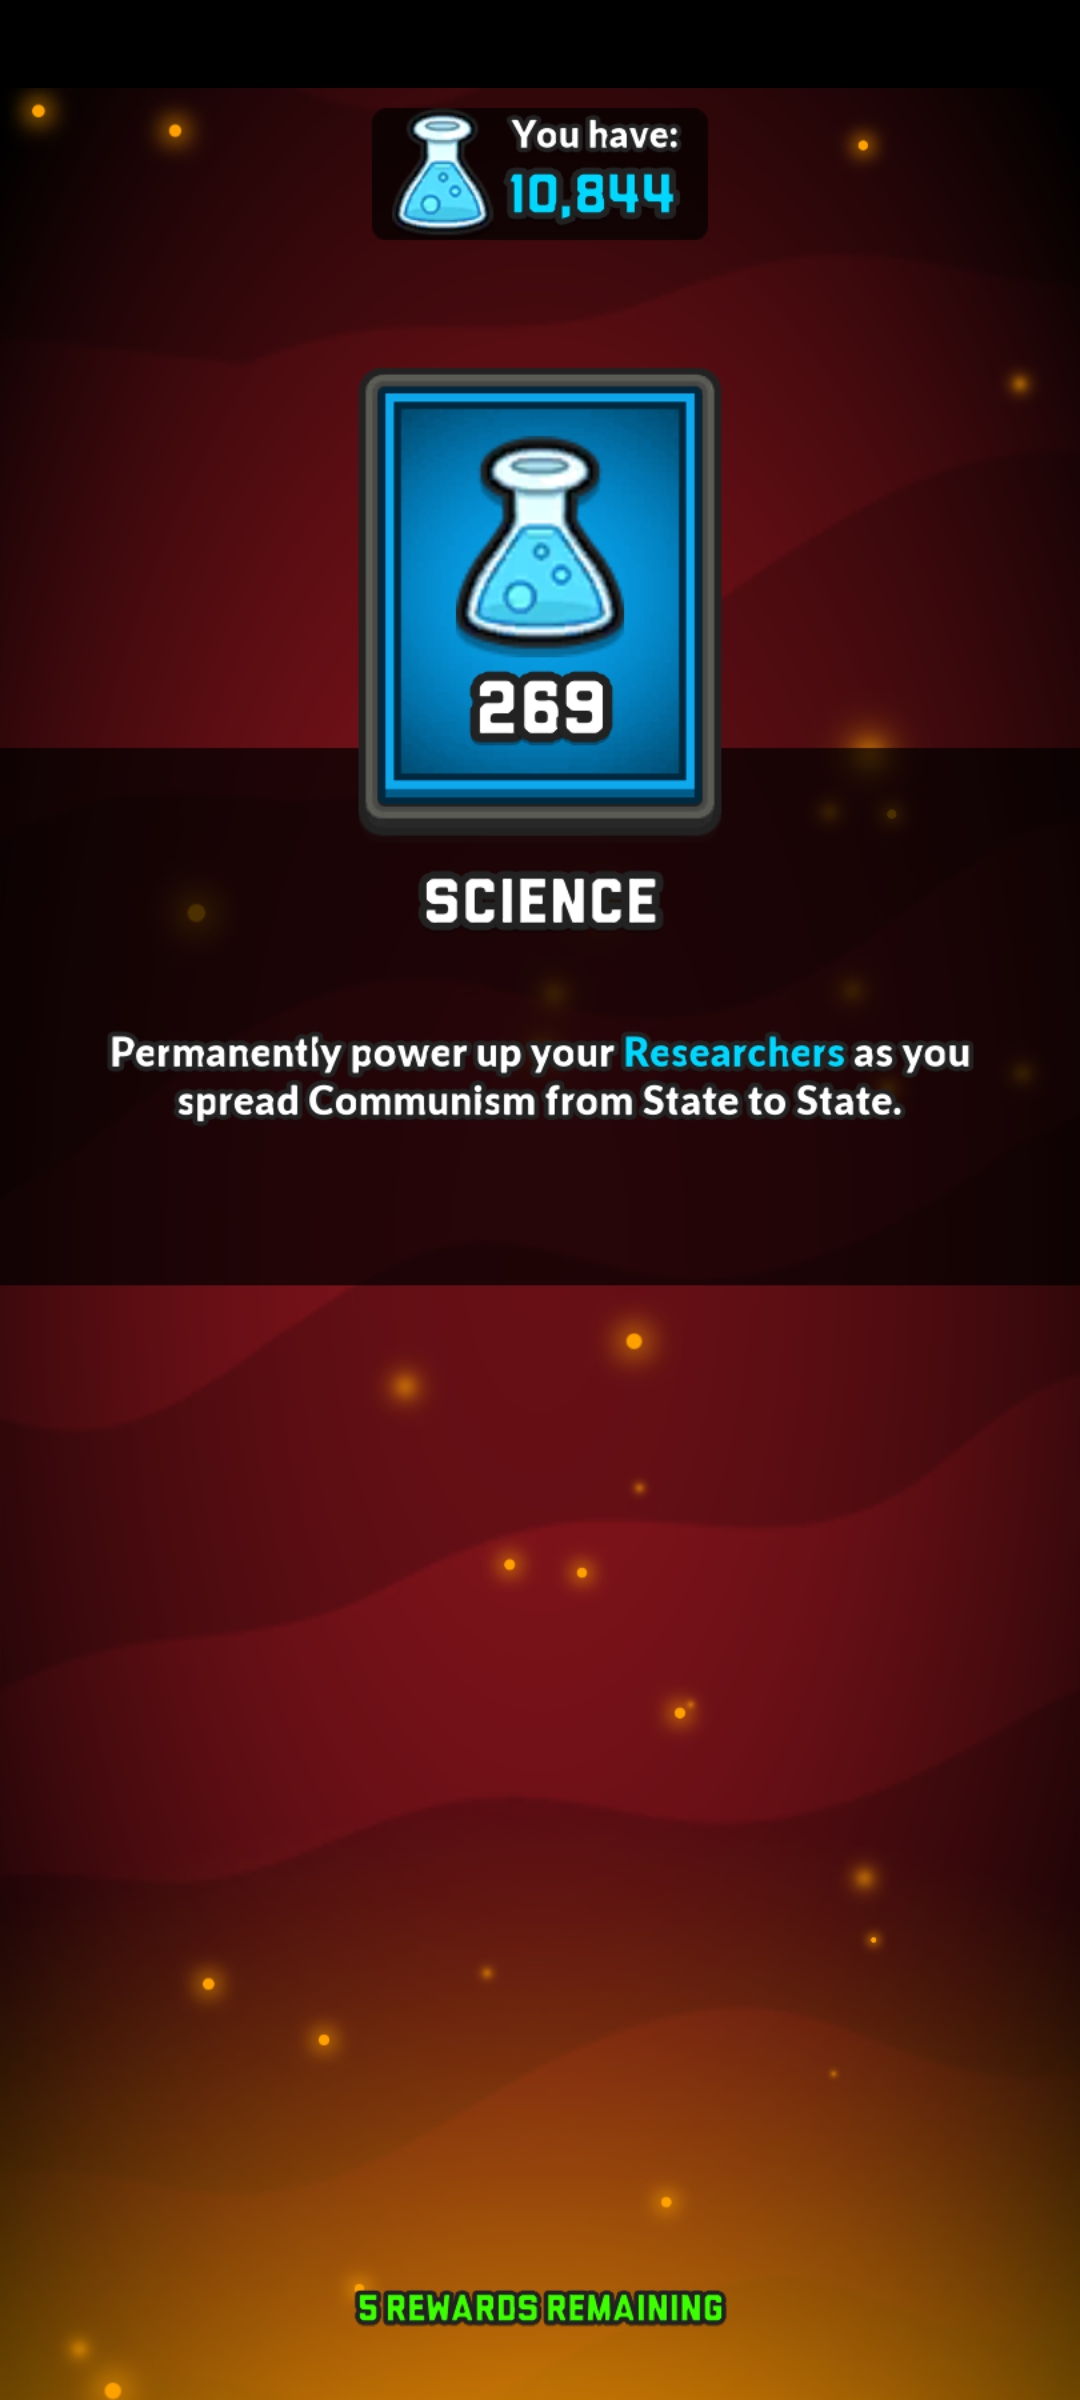 You have:
10,844
269
SCIENCE
Permanently power up your Researchers as you
spread Communism from State to State.
5 REWARDS REMAINING